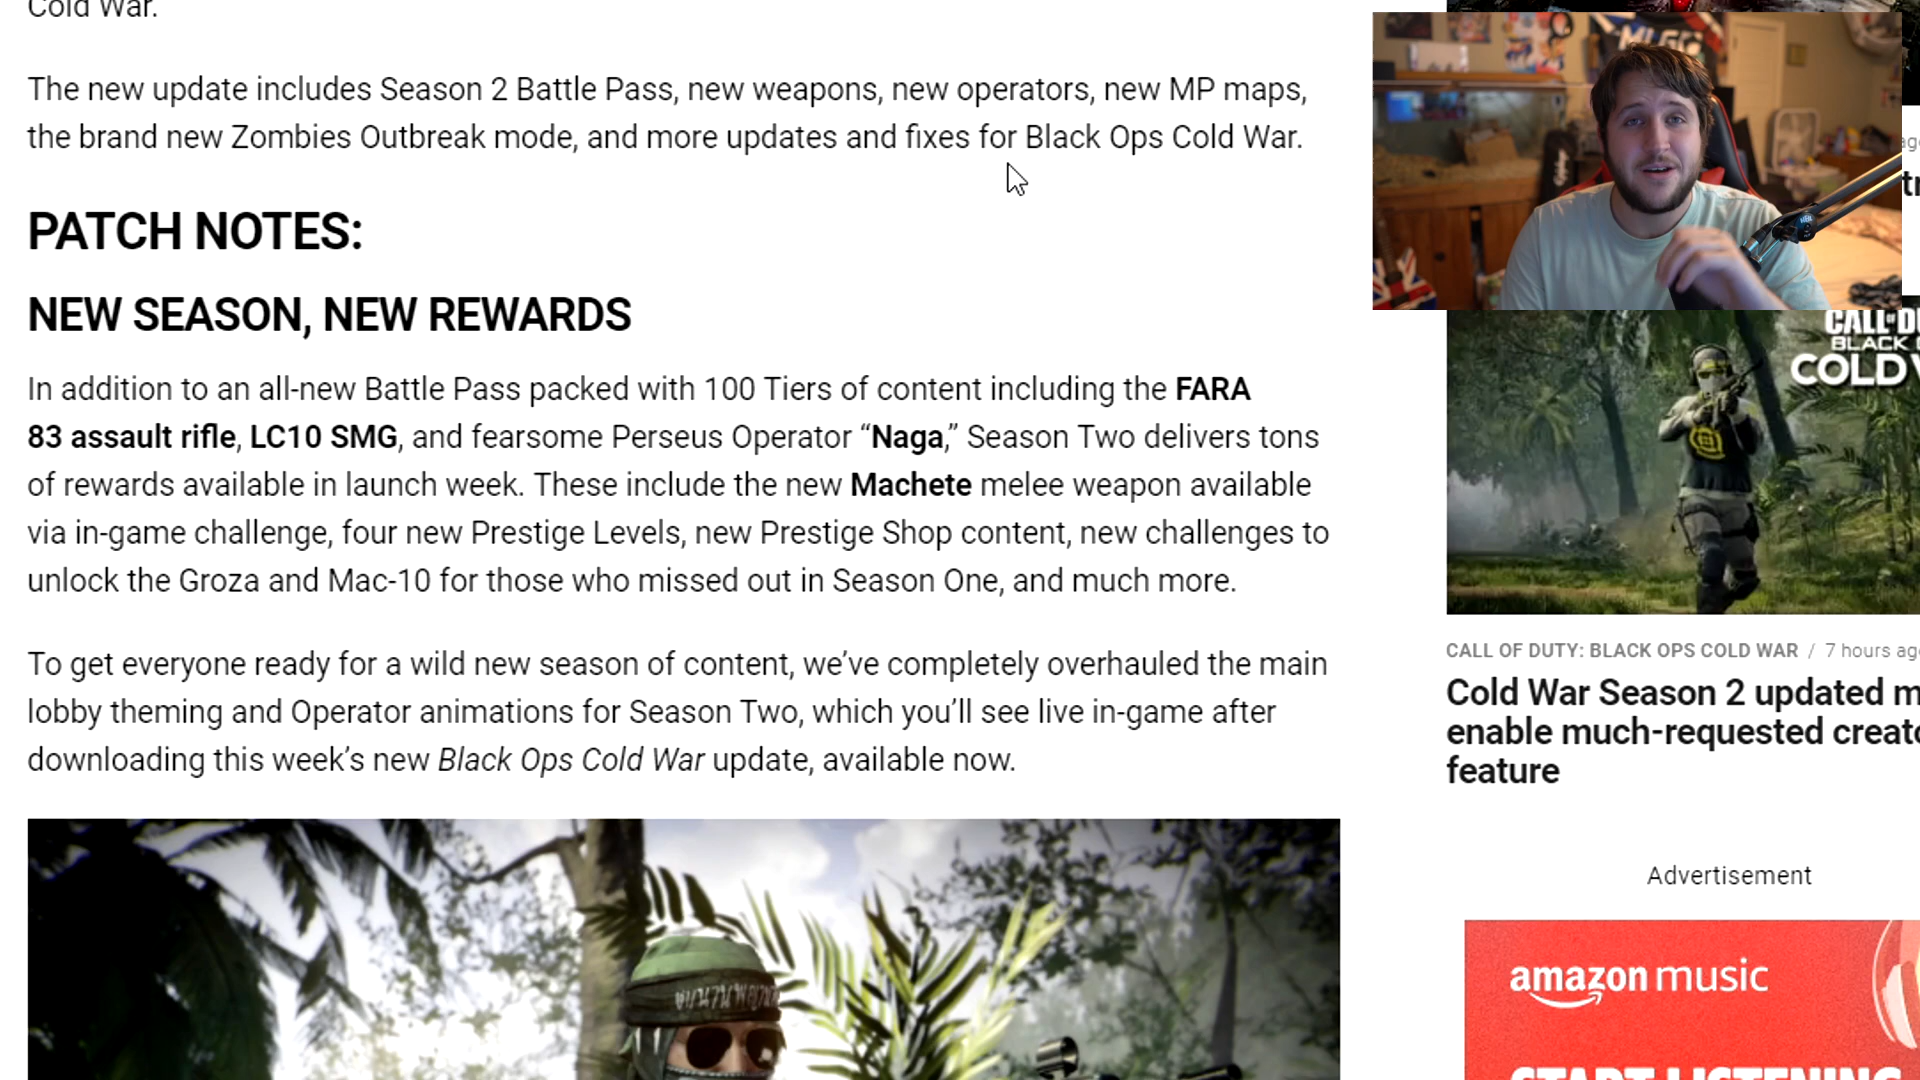 Cold War.
The new update includes Season 2 Battle Pass, new weapons, new operators, new MP maps,
the brand new Zombies Outbreak mode, and more updates and fixes for Black Ops Cold War.
PATCH NOTES:
NEW SEASON, NEW REWARDS
In addition to an all-new Battle Pass packed with 100 Tiers of content including the FARA
83 assault rifle, LC10 SMG, and fearsome Perseus Operator “Naga,” Season Two delivers tons
of rewards available in launch week. These include the new Machete melee weapon available
via in-game challenge, four new Prestige Levels, new Prestige Shop content, new challenges to
unlock the Groza and Mac-10 for those who missed out in Season One, and much more.
To get everyone ready for a wild new season of content, we’ve completely overhauled the main
lobby theming and Operator animations for Season Two, which you’ll see live in-game after
downloading this week’s new Black Ops Cold War update, available now.
CALL OF DU
BLACK
COLD
CALL OF DUTY: BLACK OPS COLD WAR / 7 hours ag
Cold War Season 2 updated m
enable much-requested creato
feature
Advertisement
amazon music
START LISTENING